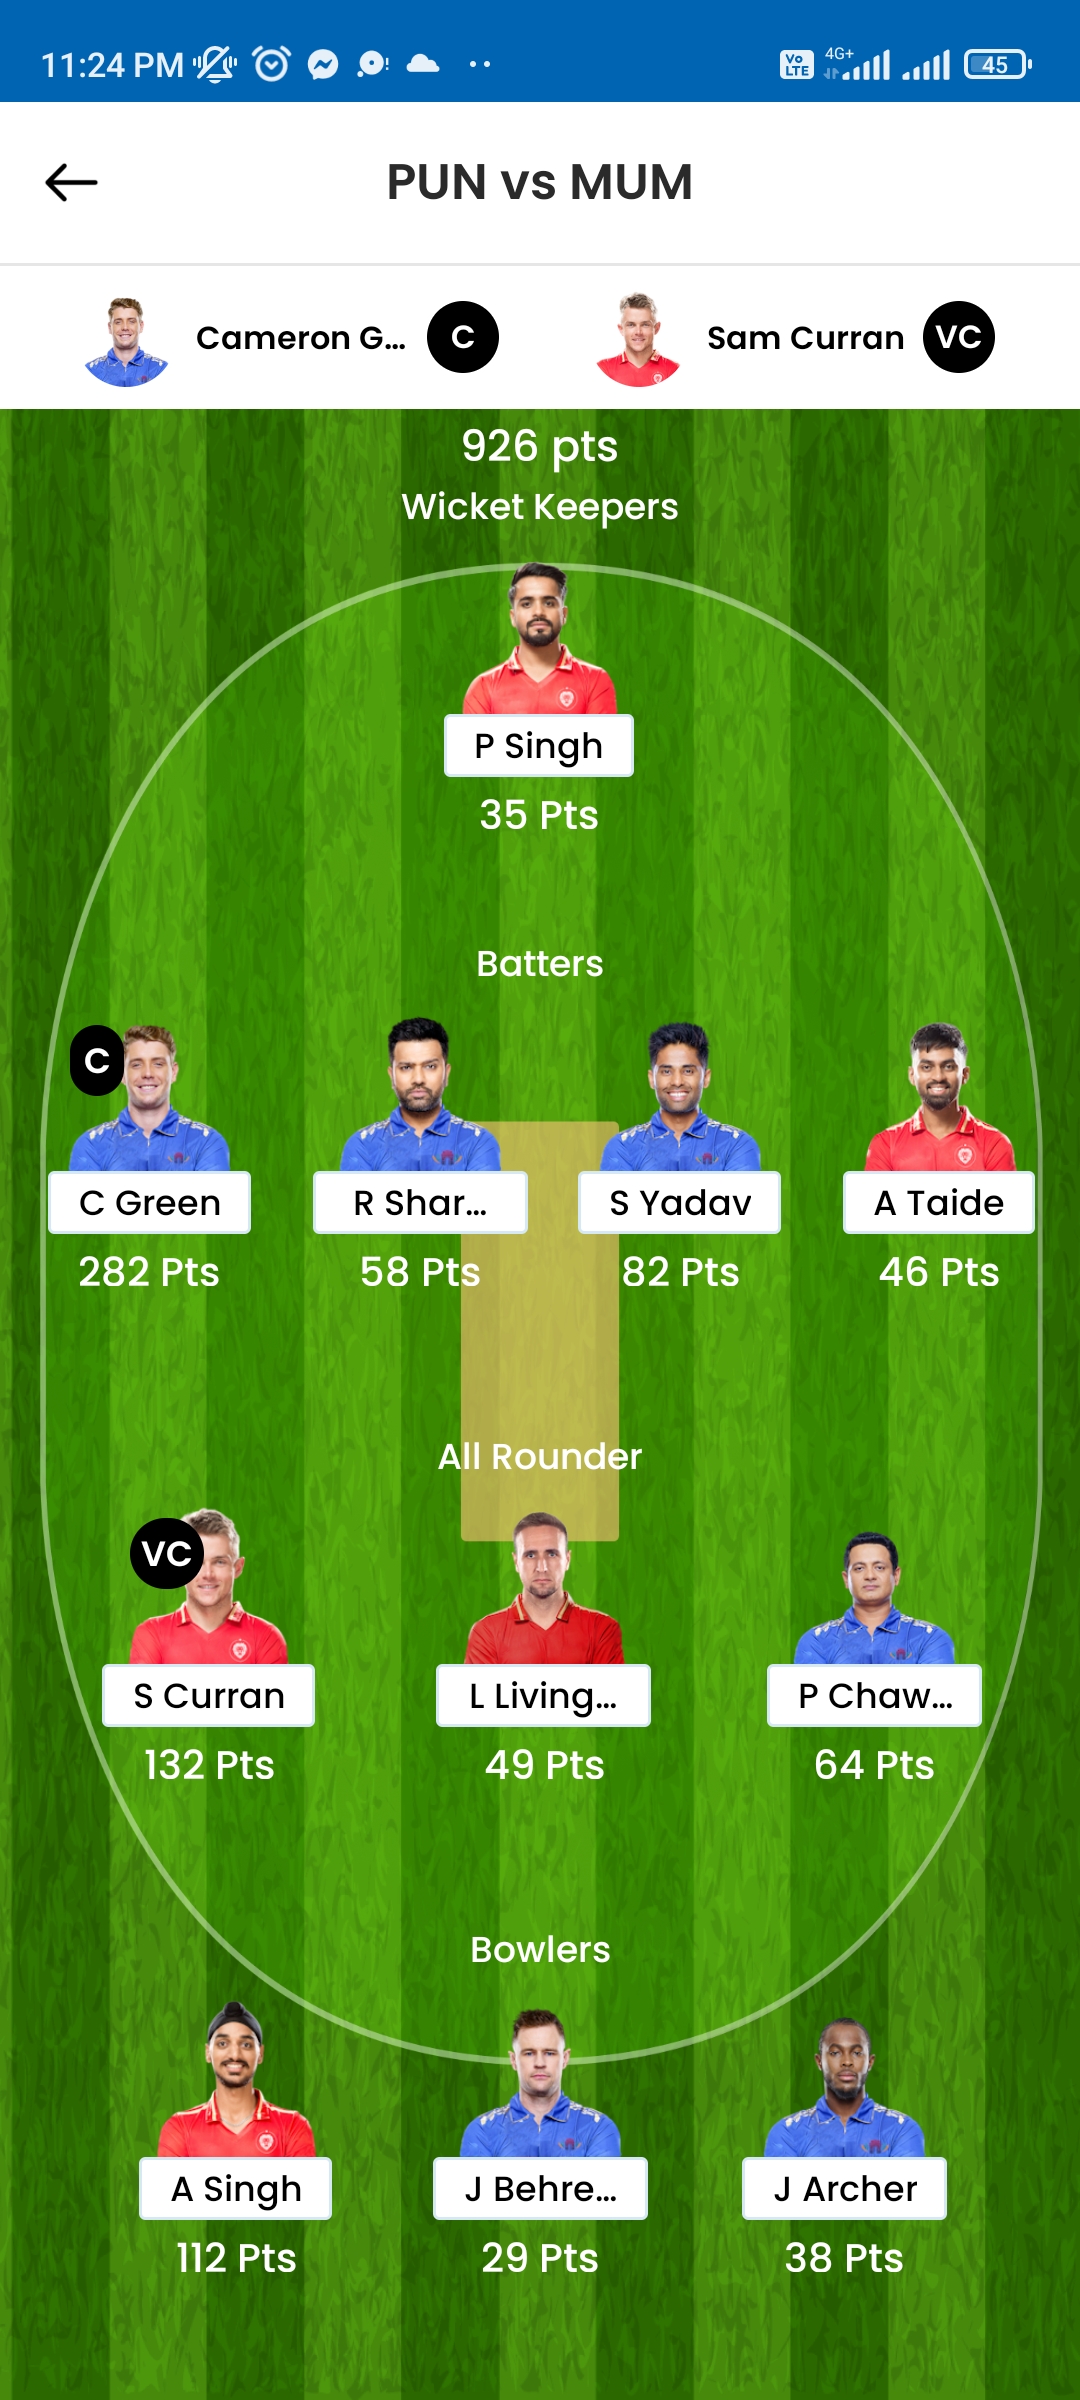 11:24 PM
Vo LTE 4G+ 45
PUN vs MUM
Cameron G... C Sam Curran VC
926 pts
Wicket Keepers
P Singh
35 Pts
Batters
C
C Green R Shar... S Yadav A Taide
282 Pts 58 Pts 82 Pts 46 Pts
All Rounder
VC
S Curran L Living... P Chaw...
132 Pts 49 Pts 64 Pts
Bowlers
A Singh J Behre... J Archer
112 Pts 29 Pts 38 Pts